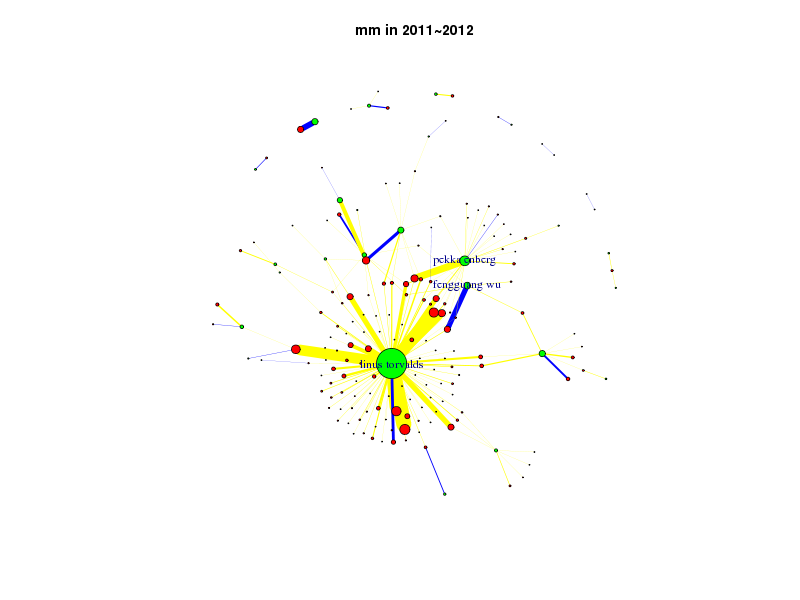 mm in 2011~2012
pekka enberg
fengguang wu
linus torvalds